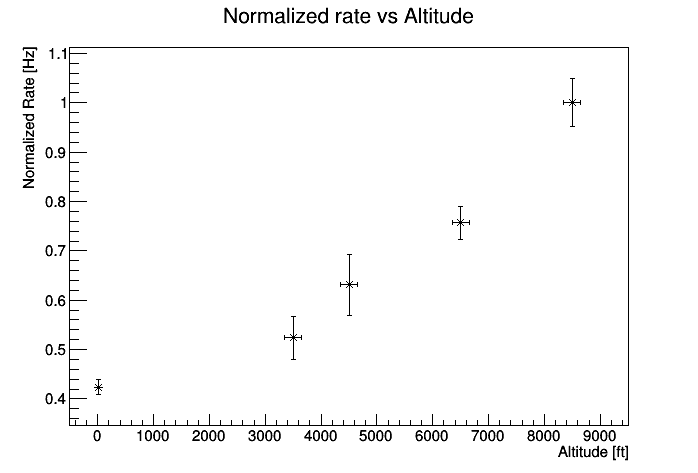 Normalized rate vs Altitude
Normalized Rate [Hz]
1.1
1
0.9
0.8
0.7
0.6
0.5
0.4
0 1000 2000 3000 4000 5000 6000 7000 8000 9000
Altitude [ft]